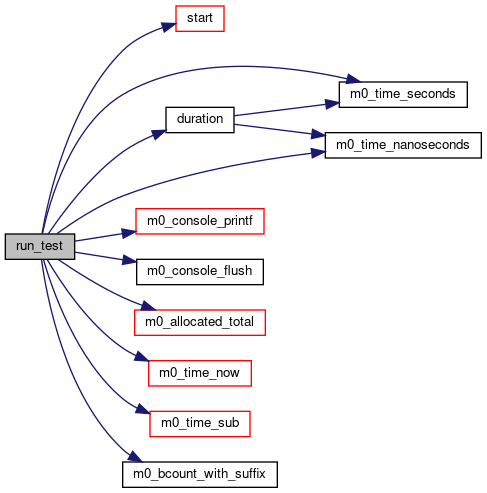 start
m0_time_seconds
duration
m0_time_nanoseconds
m0_console_printf
run_test
m0_console_flush
m0_allocated_total
m0_time_now
m0_time_sub
m0_bcount_with_suffix